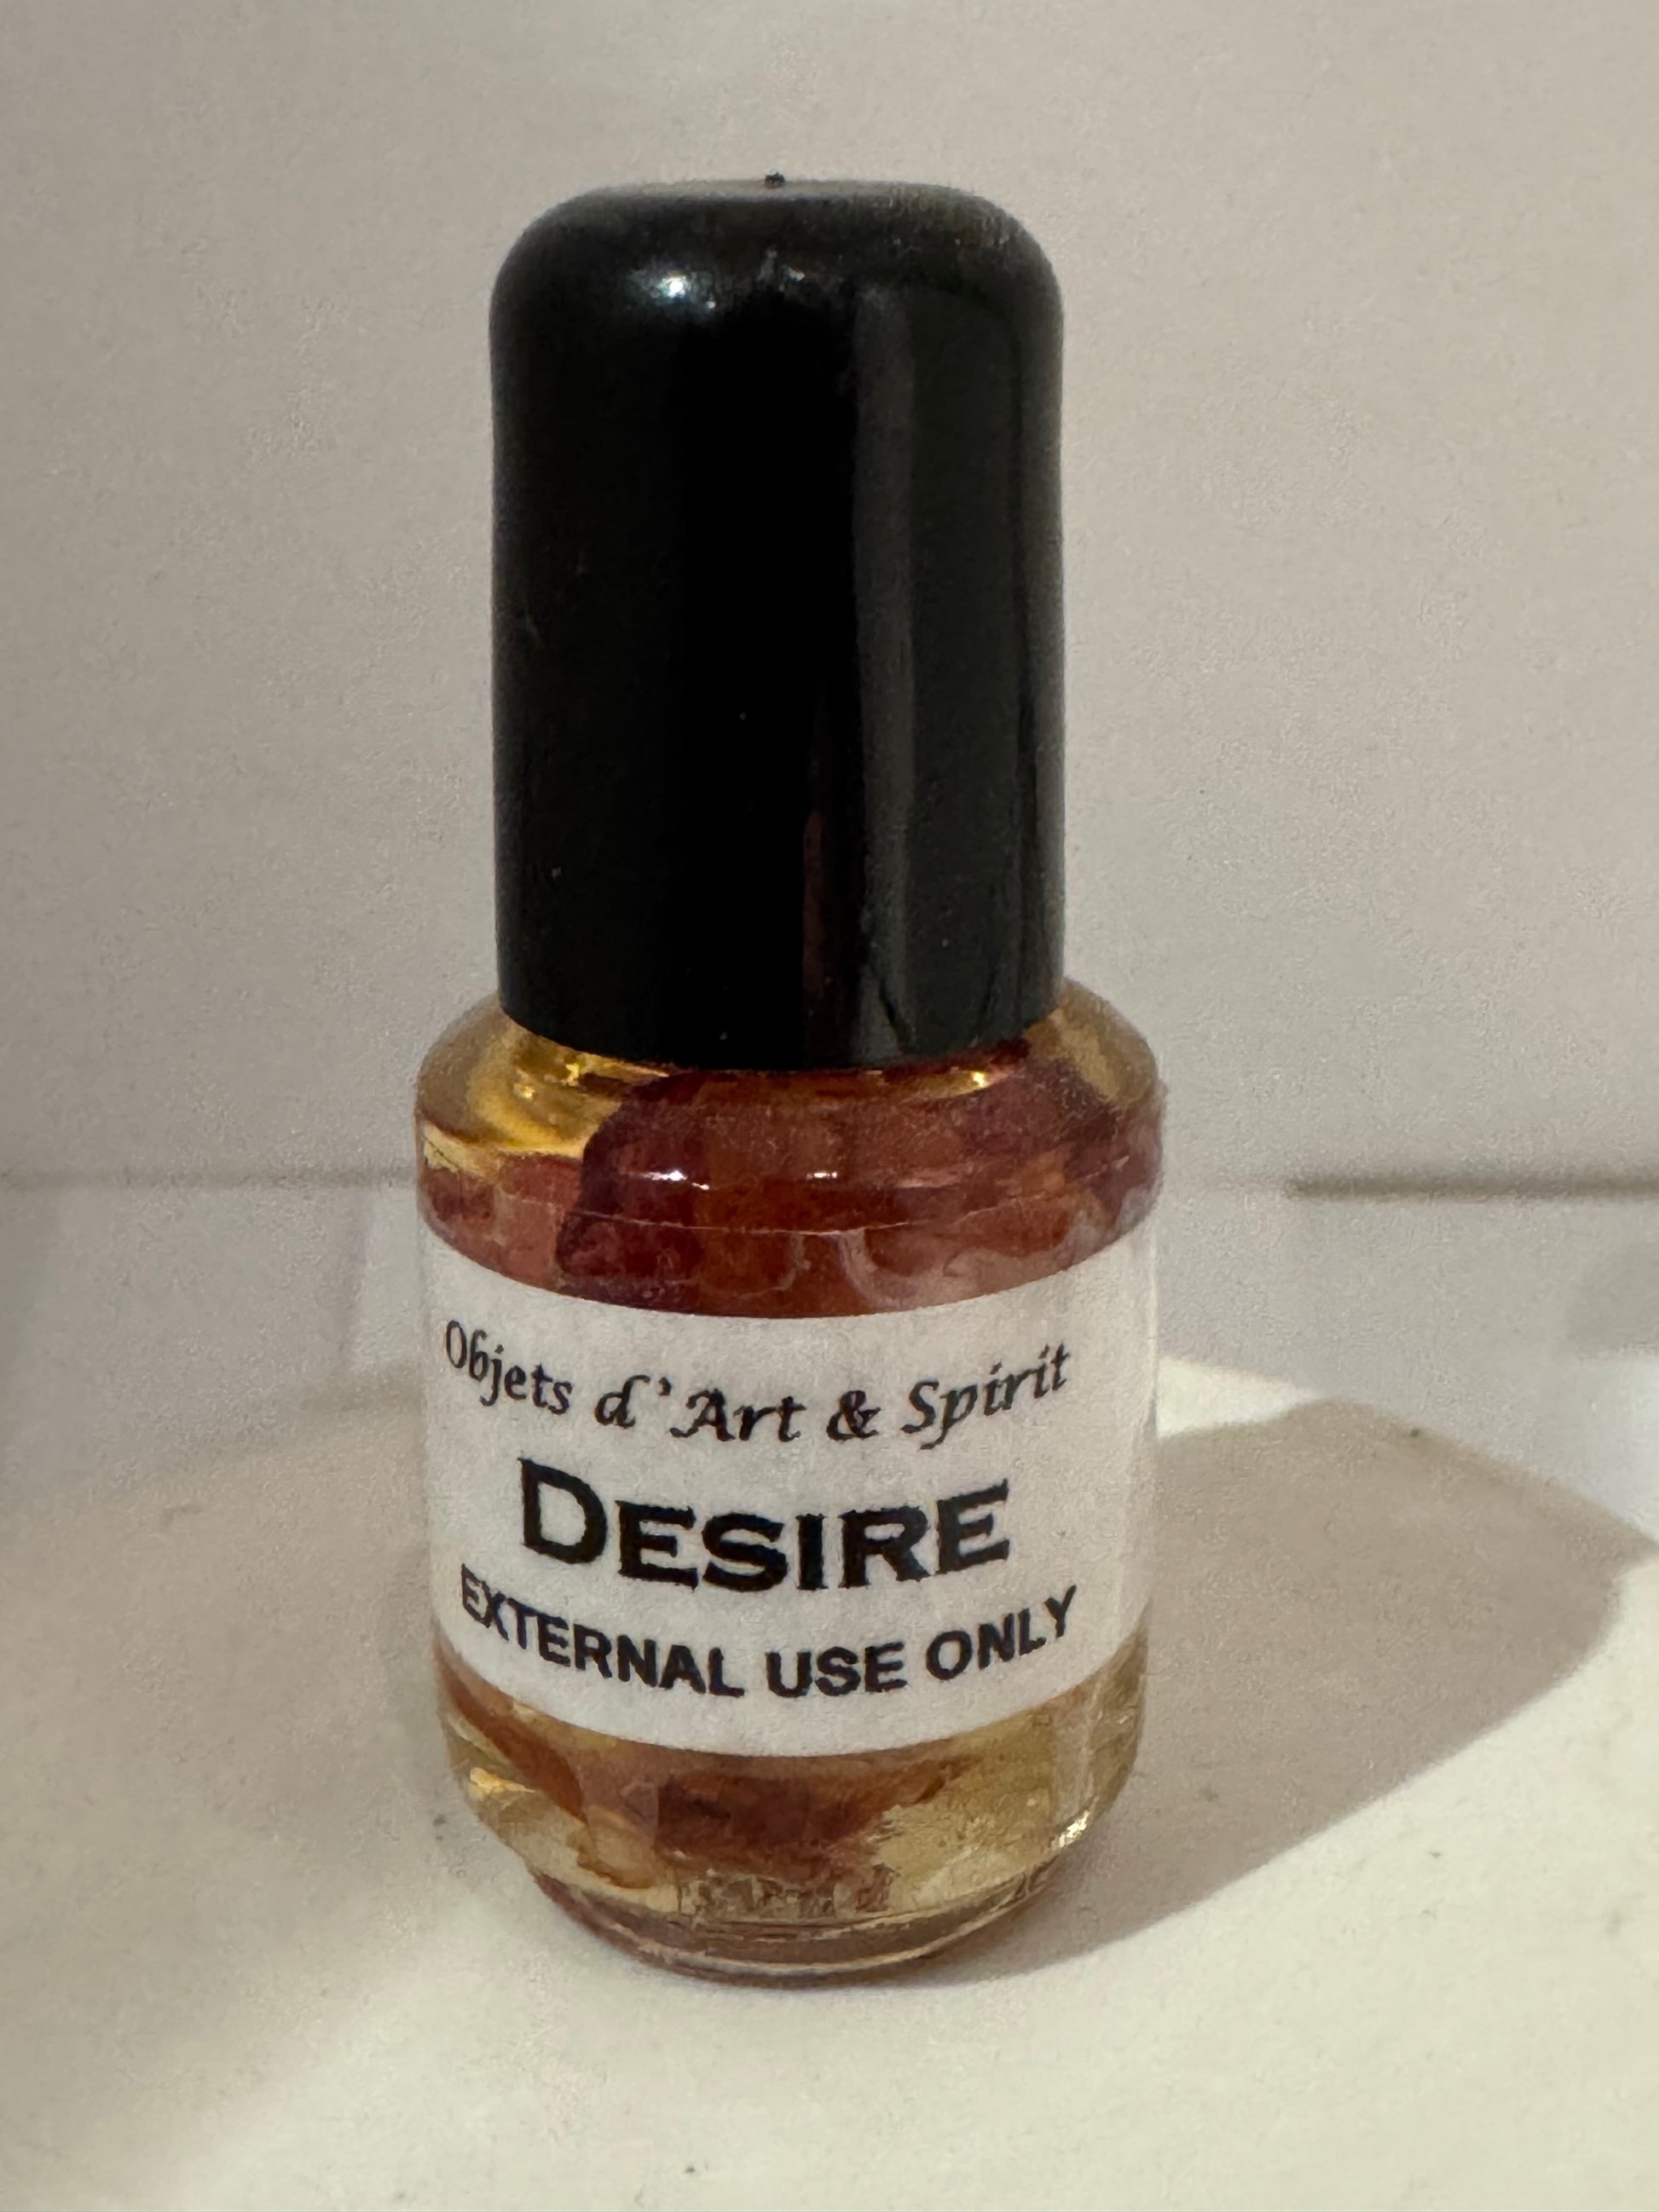 Objets d'Art & Spirit
DESIRE
EXTERNAL USE ONLY